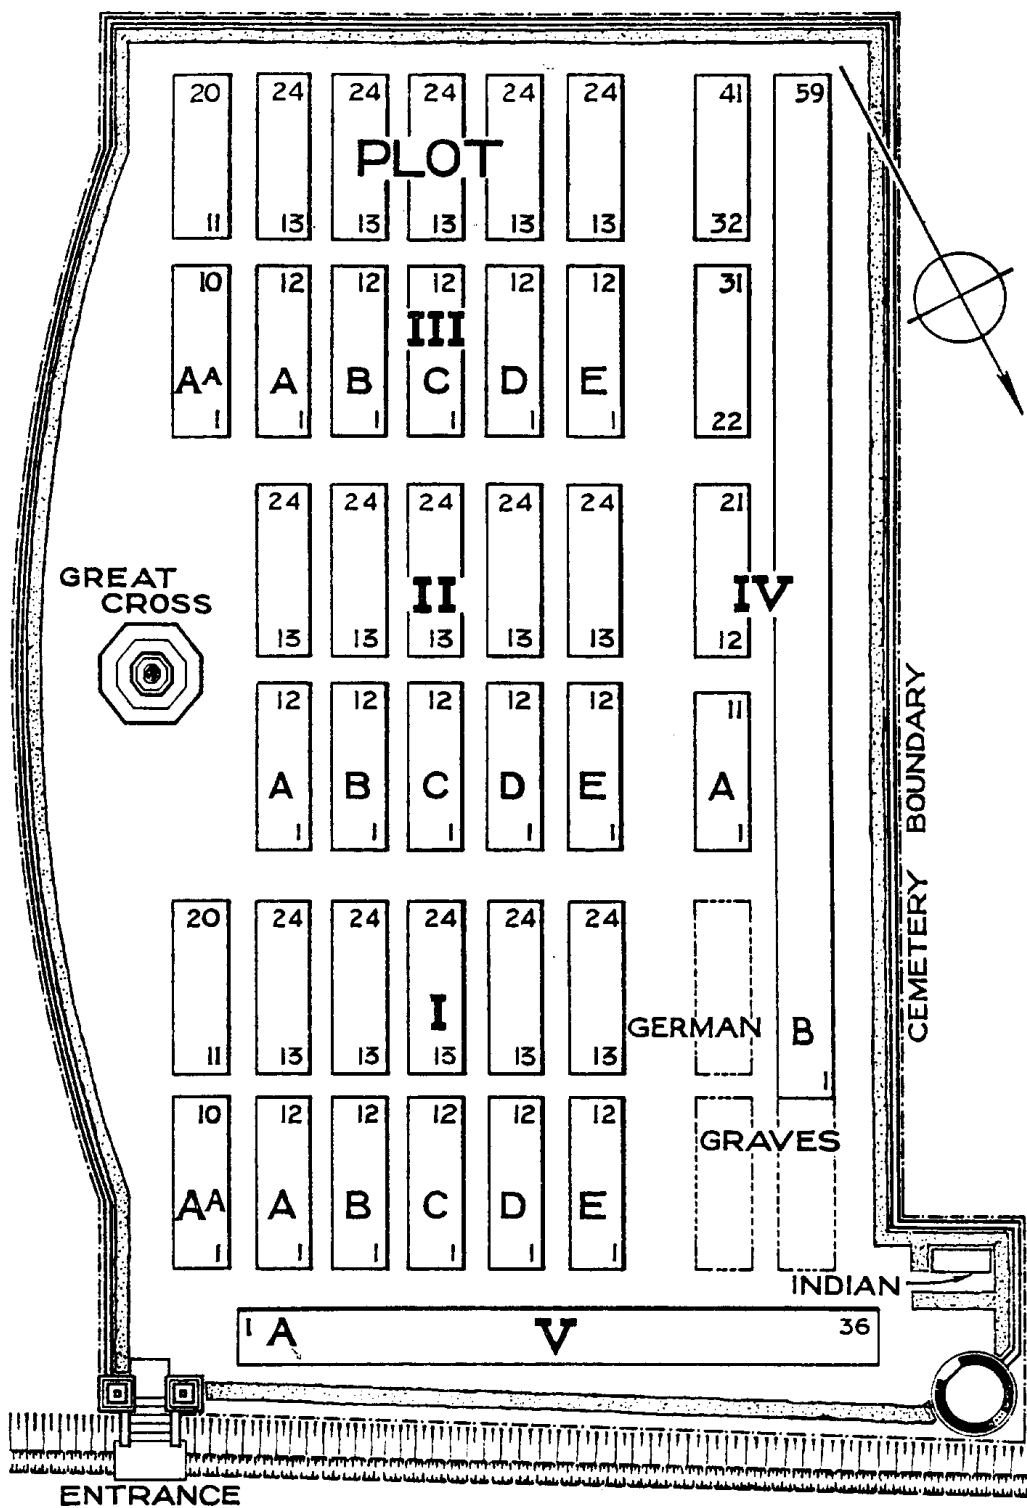 20 24 24 24 24 24 41 59
PLOT
11 13 13 13 13 13 32
10 12 12 12 12 12 31
III
AA A B C D E
1 1 1 1 1 1 22
24 24 24 24 24 21
GREAT
CROSS
II IV
13 13 13 13 13 12
12 12 12 12 12 11
A B C D E A
1 1 1 1 1 1
CEMETERY BOUNDARY
20 24 24 24 24 24
I
GERMAN B
11 13 13 13 13 13
1
10 12 12 12 12 12
GRAVES
AA A B C D E
1 1 1 1 1 1
INDIAN
1 A V 36
ENTRANCE